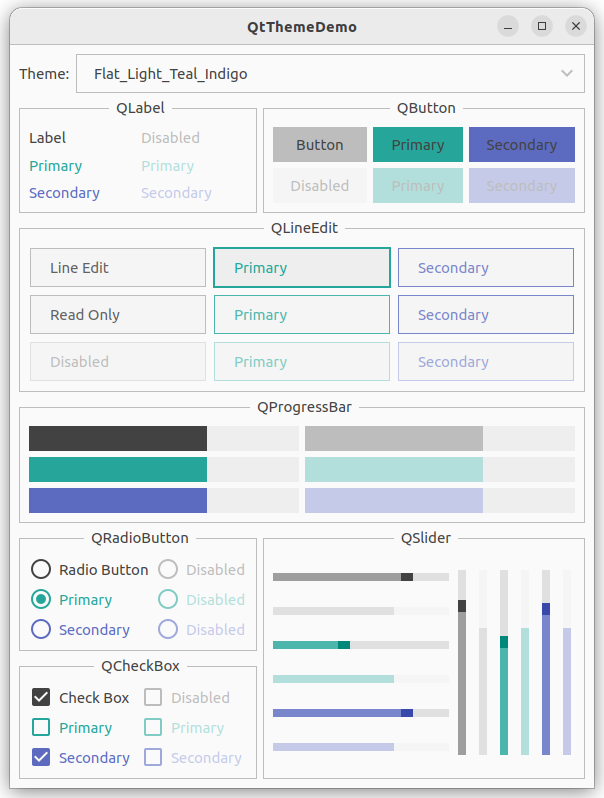 QtThemeDemo
Theme: Flat_Light_Teal_Indigo
QLabel
Label Disabled
Primary Primary
Secondary Secondary
QButton
Button Primary Secondary
Disabled Primary Secondary
QLineEdit
Line Edit Primary Secondary
Read Only Primary Secondary
Disabled Primary Secondary
QProgressBar
QRadioButton
Radio Button Disabled
Primary Disabled
Secondary Disabled
QCheckBox
Check Box Disabled
Primary Primary
Secondary Secondary
QSlider